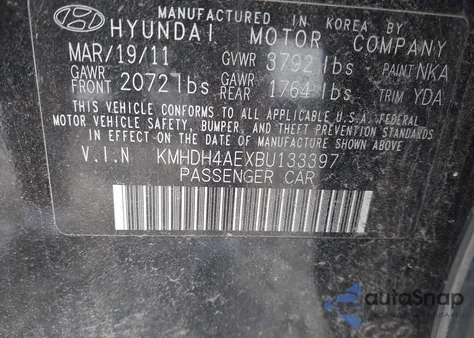 MANUFACTURED IN KOREA BY
HYUNDAI MOTOR COMPANY
MAR/19/11 GVWR 3792 lbs PAINT NKA
GAWR FRONT 2072 lbs GAWR REAR 1764 lbs TRIM YDA
THIS VEHICLE CONFORMS TO ALL APPLICABLE U.S.A FEDERAL
MOTOR VEHICLE SAFETY, BUMPER, AND THEFT PREVENTION STANDARDS
IN EFFECT ON THE DATE OF MANUFACTURE SHOWN ABOVE.
V.I.N KMHDH4AEXBU133397
PASSENGER CAR
autoSnap